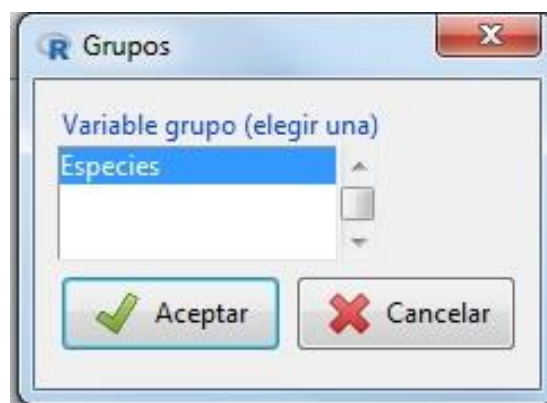 R Grupos
Variable grupo (elegir una)
Especies
Aceptar
Cancelar